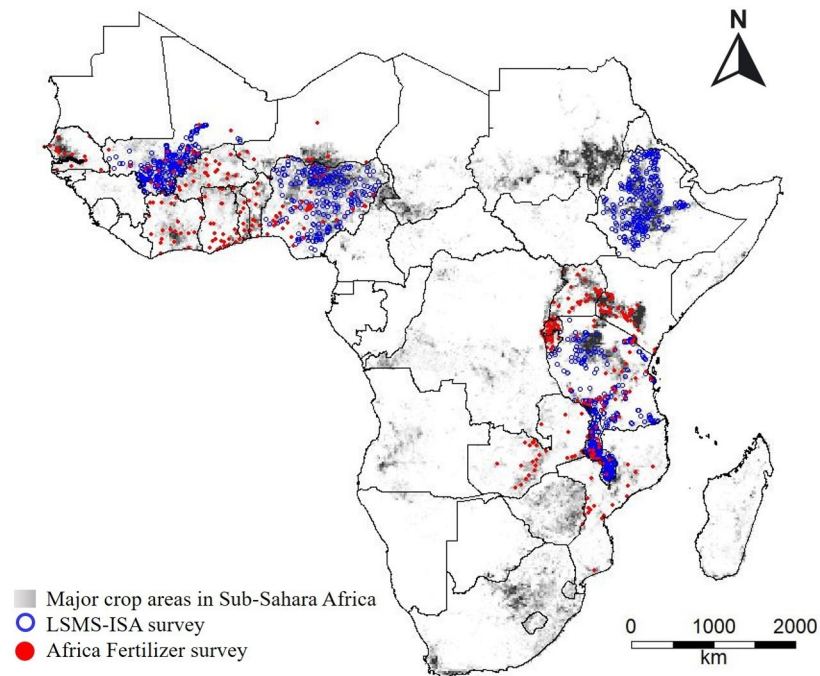 N
Major crop areas in Sub-Sahara Africa
LSMS-ISA survey
Africa Fertilizer survey
0 1000 2000
km